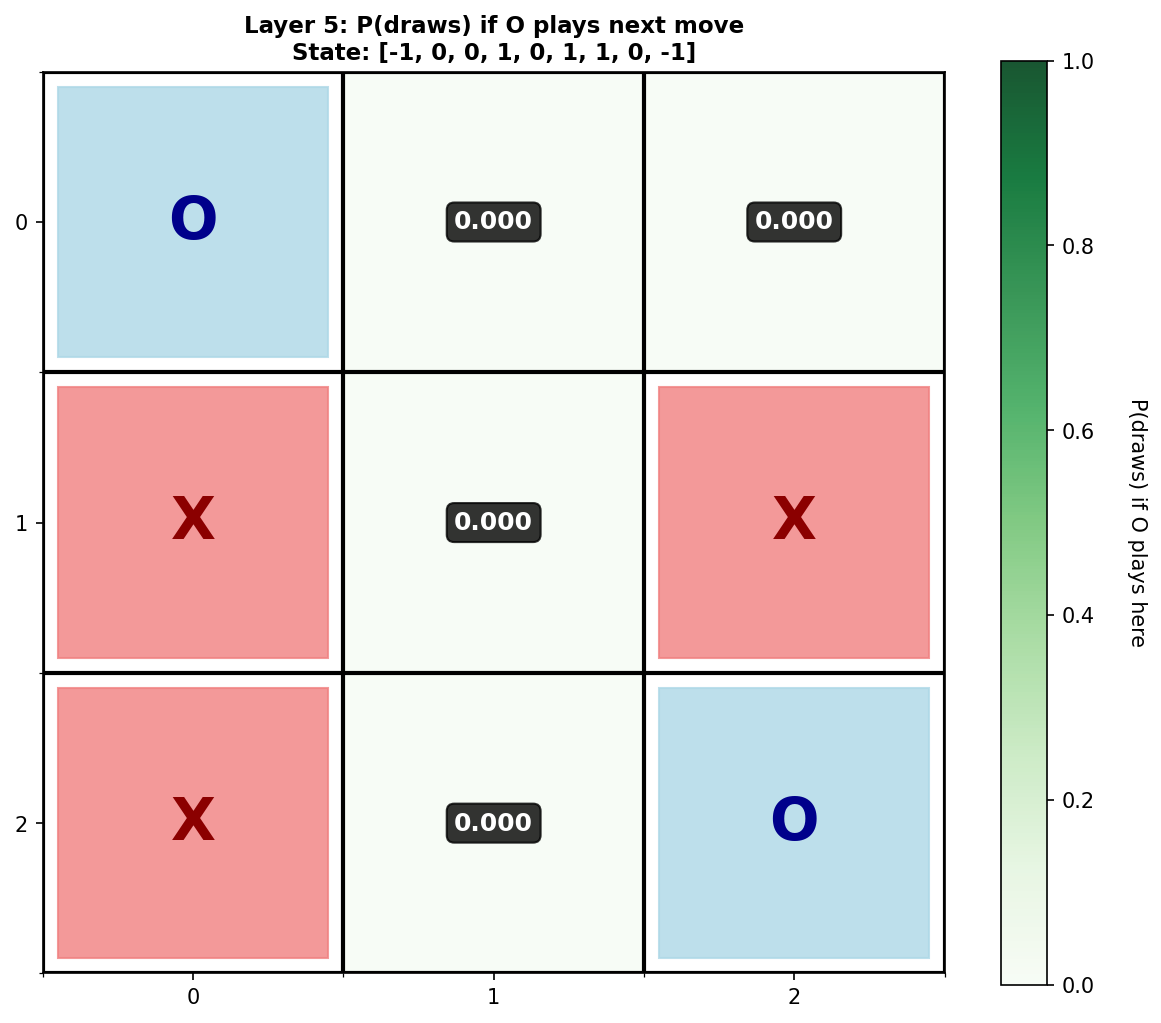 Layer 5: P(draws) if O plays next move
State: [-1, 0, 0, 1, 0, 1, 1, 0, -1]
O
0.000
0.000
X
0.000
X
X
0.000
O
0
1
2
0
1
2
1.0
0.8
0.6
0.4
0.2
0.0
P(draws) if O plays here